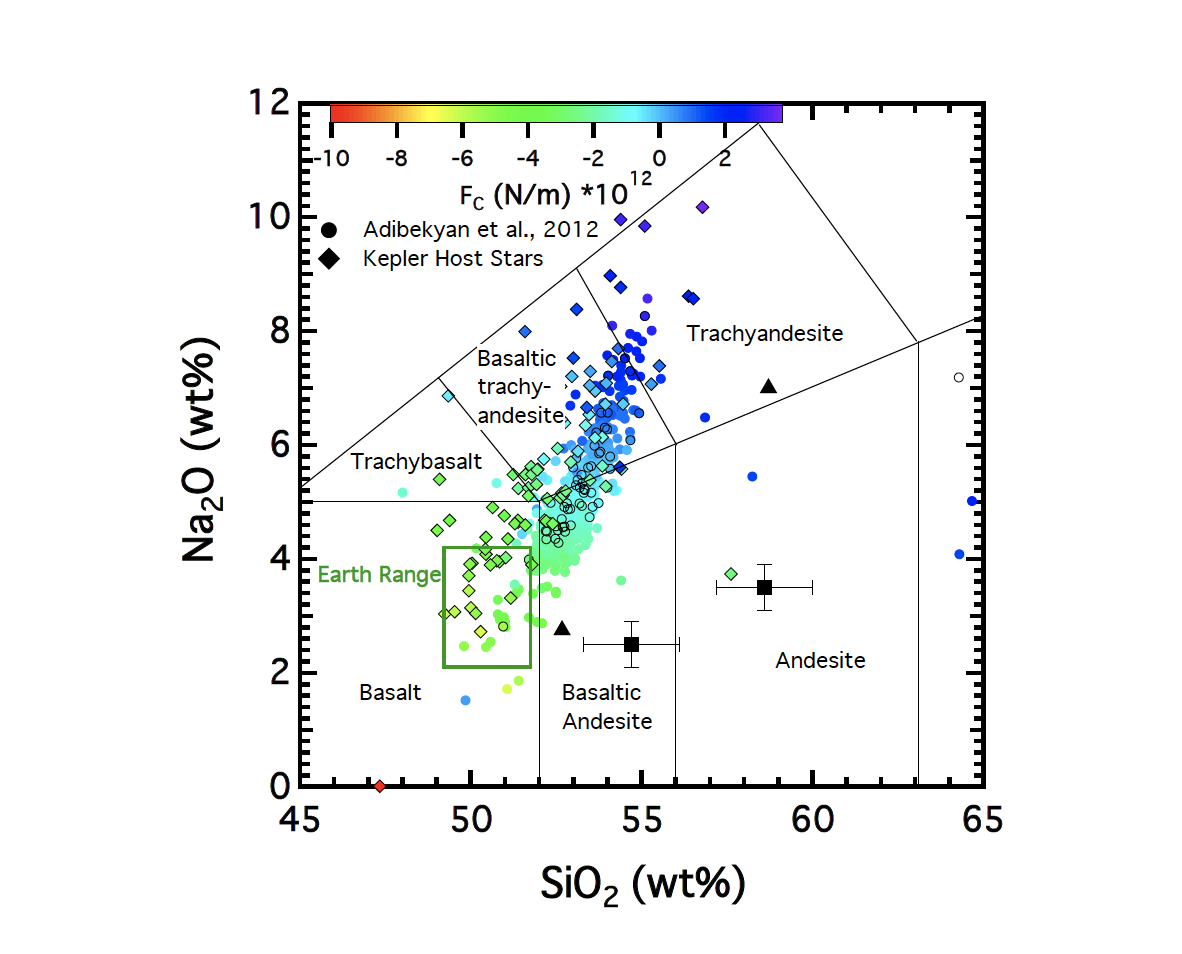 12
10
8
6
4
2
0
Na2O (wt%)
-10 -8 -6 -4 -2 0 2
FC (N/m) *10^12
Adibekyan et al., 2012
Kepler Host Stars
Trachyandesite
Basaltic
trachy-
andesite
Trachybasalt
Earth Range
Andesite
Basalt
Basaltic
Andesite
45 50 55 60 65
SiO2 (wt%)